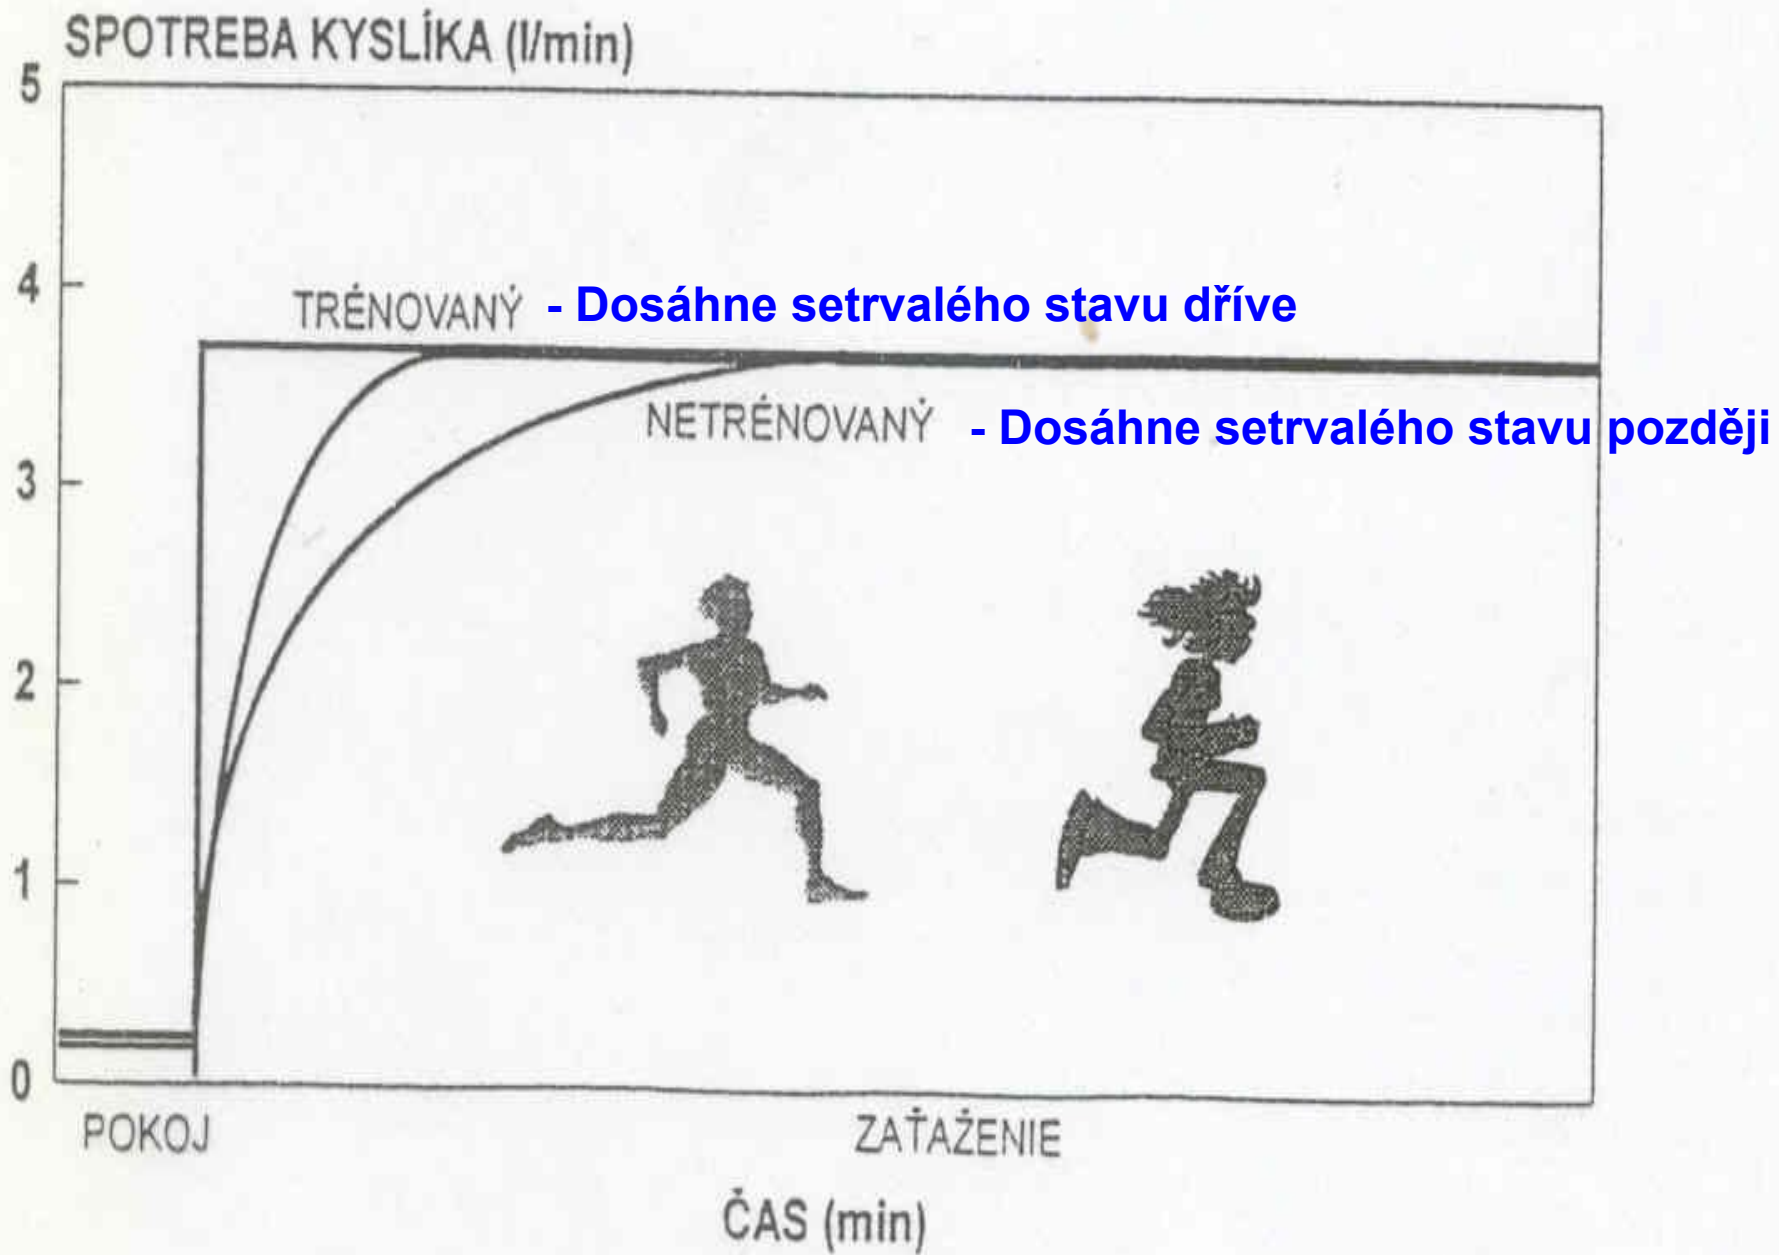 SPOTREBA KYSLÍKA (l/min)
5
4
TRÉNOVANÝ - Dosáhne setrvalého stavu dříve
NETRÉNOVANÝ - Dosáhne setrvalého stavu později
3
2
1
0
POKOJ ZAŤAŽENIE
ČAS (min)